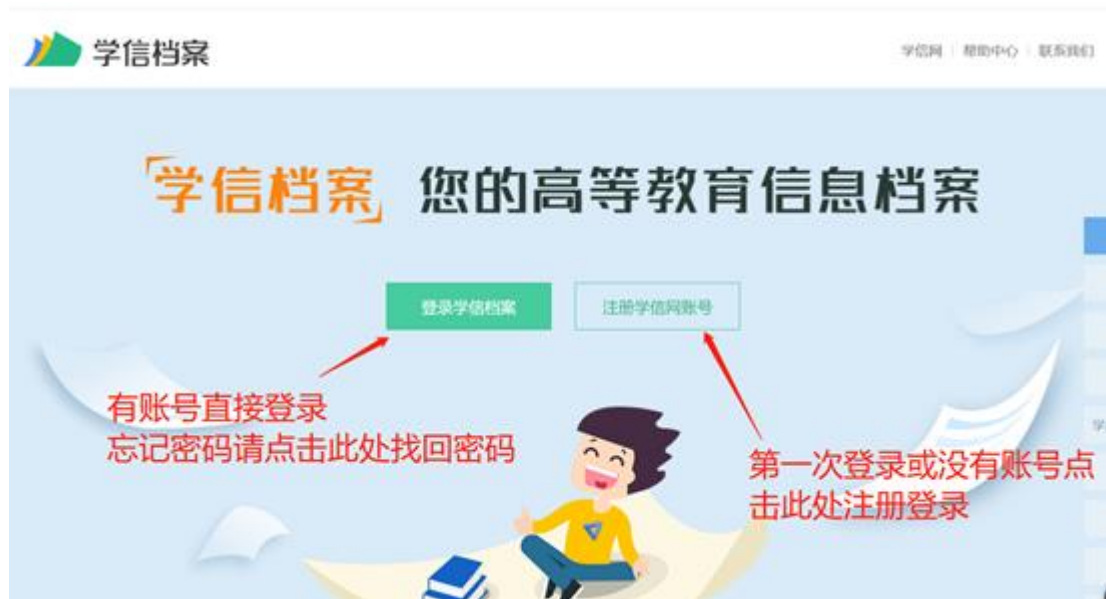 学信档案
学信网 | 帮助中心 | 联系我们
学信档案 您的高等教育信息档案
登录学信档案
注册学信网账号
有账号直接登录
忘记密码请点击此处找回密码
第一次登录或没有账号点
击此处注册登录
学